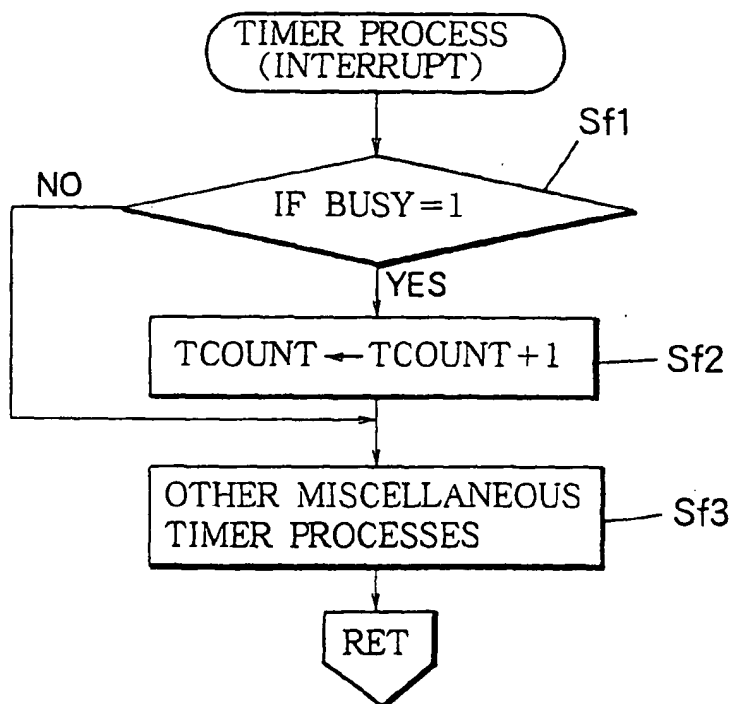 TIMER PROCESS
(INTERRUPT)
Sf1
NO
IF BUSY=1
YES
TCOUNT ← TCOUNT+1
Sf2
OTHER MISCELLANEOUS
TIMER PROCESSES
Sf3
RET